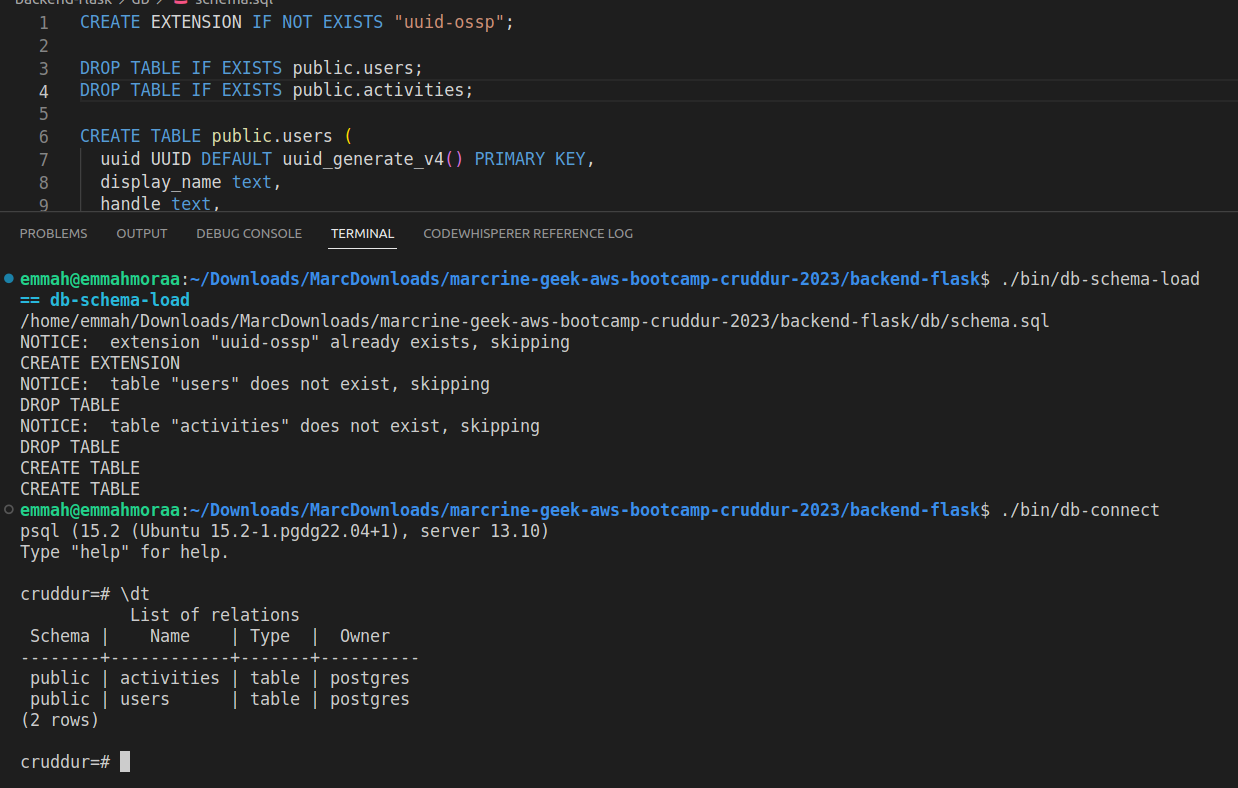 backend-flask > db > schema.sql
1 CREATE EXTENSION IF NOT EXISTS "uuid-ossp";
2
3 DROP TABLE IF EXISTS public.users;
4 DROP TABLE IF EXISTS public.activities;
5
6 CREATE TABLE public.users (
7 uuid UUID DEFAULT uuid_generate_v4() PRIMARY KEY,
8 display_name text,
9 handle text,
PROBLEMS OUTPUT DEBUG CONSOLE TERMINAL CODEWHISPERER REFERENCE LOG
emmah@emmahmoraa:~/Downloads/MarcDownloads/marcrine-geek-aws-bootcamp-cruddur-2023/backend-flask$ ./bin/db-schema-load
== db-schema-load
/home/emmah/Downloads/MarcDownloads/marcrine-geek-aws-bootcamp-cruddur-2023/backend-flask/db/schema.sql
NOTICE:  extension "uuid-ossp" already exists, skipping
CREATE EXTENSION
NOTICE:  table "users" does not exist, skipping
DROP TABLE
NOTICE:  table "activities" does not exist, skipping
DROP TABLE
CREATE TABLE
CREATE TABLE
emmah@emmahmoraa:~/Downloads/MarcDownloads/marcrine-geek-aws-bootcamp-cruddur-2023/backend-flask$ ./bin/db-connect
psql (15.2 (Ubuntu 15.2-1.pgdg22.04+1), server 13.10)
Type "help" for help.
cruddur=# \dt
List of relations
Schema |    Name    | Type  |  Owner
--------+------------+-------+----------
public | activities | table | postgres
public | users      | table | postgres
(2 rows)
cruddur=#